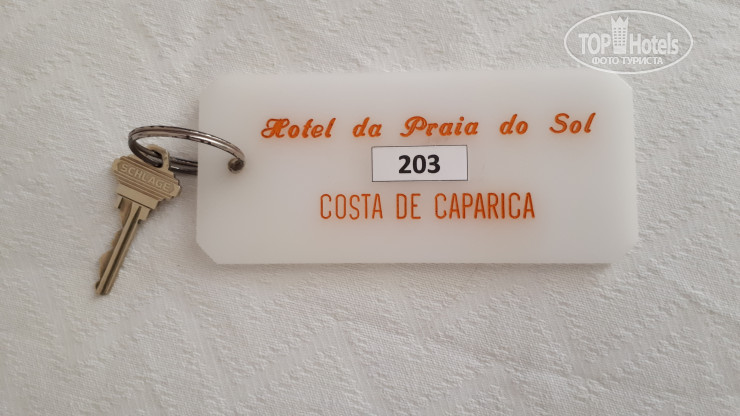 TOP Hotels
ФОТО ТУРИСТА
Hotel da Praia do Sol
203
COSTA DE CAPARICA
SCHLAGE